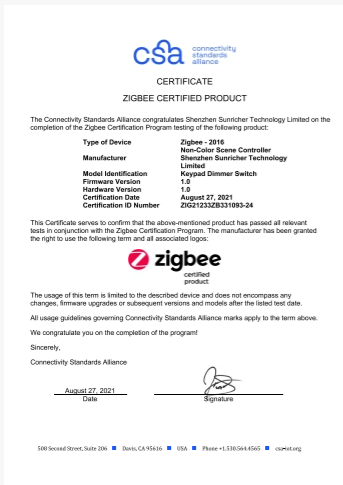 csa connectivity
standards
alliance
CERTIFICATE
ZIGBEE CERTIFIED PRODUCT
The Connectivity Standards Alliance congratulates Shenzhen Sunricher Technology Limited on the
completion of the Zigbee Certification Program testing of the following product:
Type of Device Zigbee - 2016
Non-Color Scene Controller
Manufacturer Shenzhen Sunricher Technology
Limited
Model Identification Keypad Dimmer Switch
Firmware Version 1.0
Hardware Version 1.0
Certification Date August 27, 2021
Certification ID Number ZIG21233ZB331093-24
This Certificate serves to confirm that the above-mentioned product has passed all relevant
tests in conjunction with the Zigbee Certification Program. The manufacturer has been granted
the right to use the following term and all associated logos:
zigbee
certified
product
The usage of this term is limited to the described device and does not encompass any
changes, firmware upgrades or subsequent versions and models after the listed test date.
All usage guidelines governing Connectivity Standards Alliance marks apply to the term above.
We congratulate you on the completion of the program!
Sincerely,
Connectivity Standards Alliance
August 27, 2021
Date Signature
508 Second Street, Suite 206 ■ Davis, CA 95616 ■ USA ■ Phone +1.530.564.4565 ■ csa-iot.org